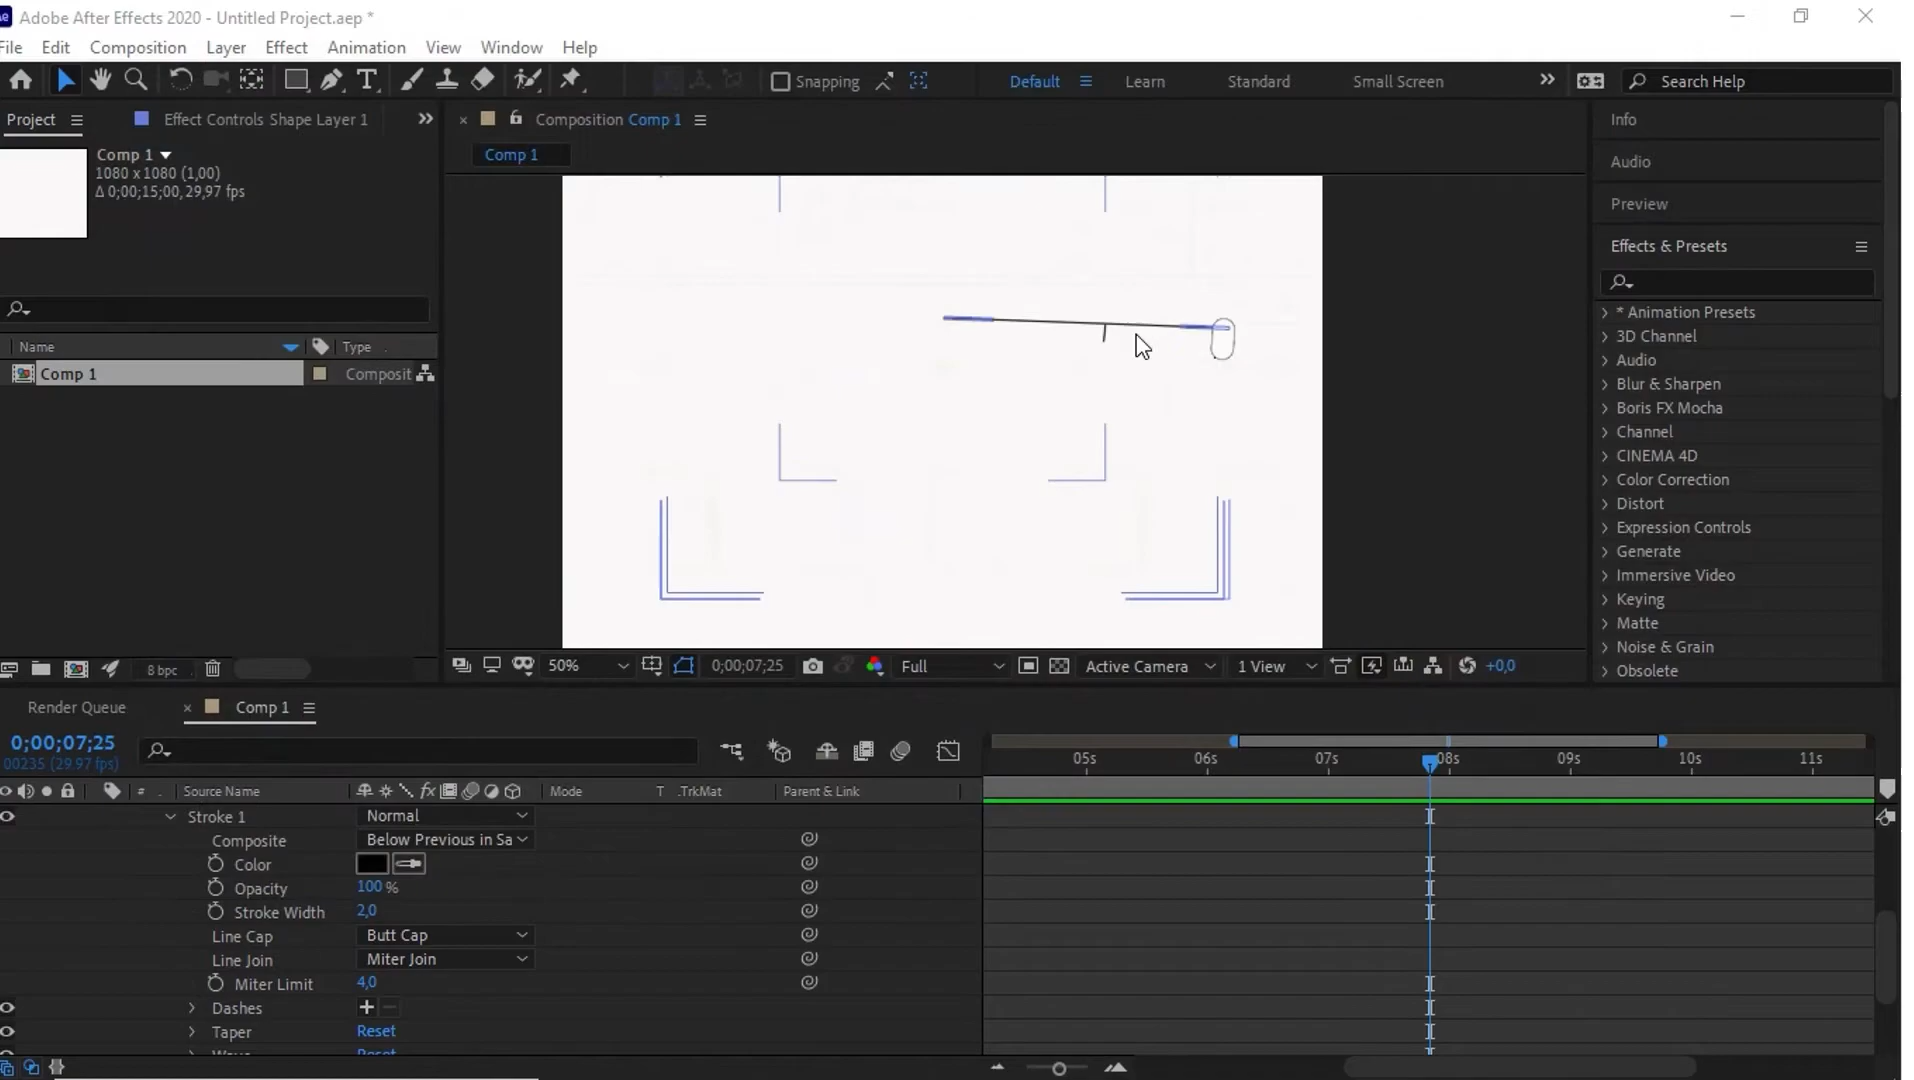 Adobe After Effects 2020 - Untitled Project.aep *
File Edit Composition Layer Effect Animation View Window Help
Snapping Default Learn Standard Small Screen Search Help
Project Effect Controls Shape Layer 1 Composition Comp 1 Info
Comp 1 Comp 1
1080 x 1080 (1,00)
Δ 0;00;15;00, 29,97 fps
Audio
Preview
Effects & Presets
* Animation Presets
3D Channel
Audio
Blur & Sharpen
Boris FX Mocha
Channel
CINEMA 4D
Color Correction
Distort
Expression Controls
Generate
Immersive Video
Keying
Matte
Noise & Grain
Obsolete
Name Type
Comp 1 Composit
8 bpc 50% 0;00;07;25 Full Active Camera 1 View +0,0
Render Queue Comp 1
0;00;07;25
00235 (29.97 fps)
05s 06s 07s 08s 09s 10s 11s
# Source Name fx Mode T .TrkMat Parent & Link
Stroke 1 Normal
Composite Below Previous in Sa
Color
Opacity 100 %
Stroke Width 2,0
Line Cap Butt Cap
Line Join Miter Join
Miter Limit 4,0
Dashes + −
Taper Reset
Wave Reset